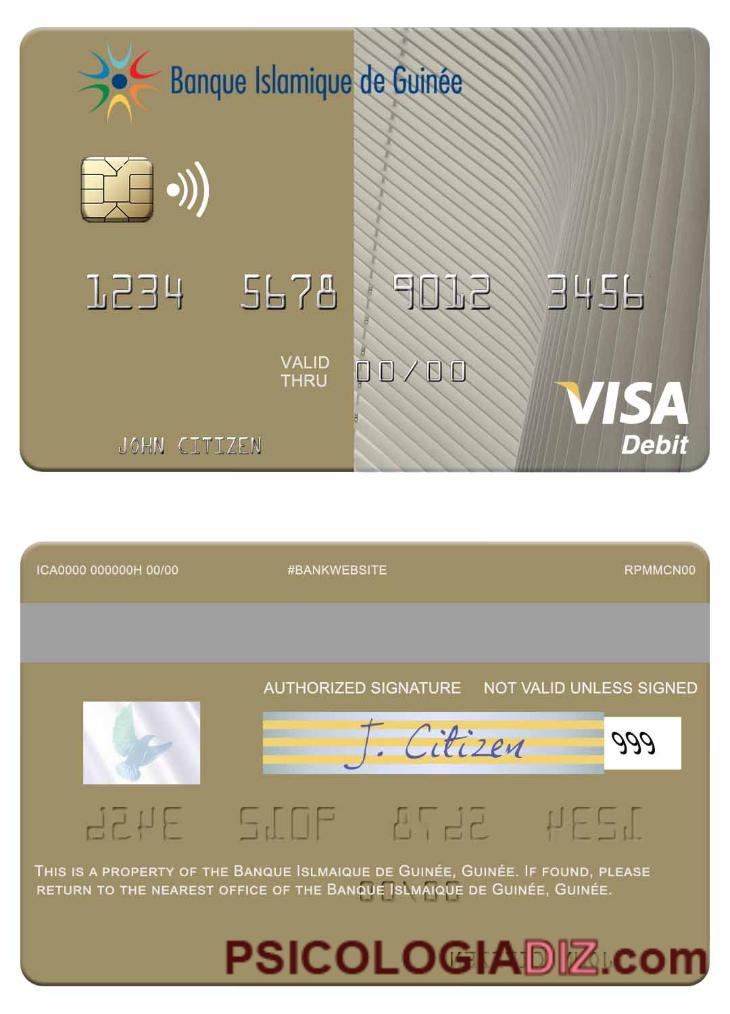 Banque Islamique de Guinée
1234 5678 9012 3456
VALID
THRU
00/00
VISA
Debit
JOHN CITIZEN
ICA0000 000000H 00/00 #BANKWEBSITE RPMMCN00
AUTHORIZED SIGNATURE NOT VALID UNLESS SIGNED
J. Citizen 999
THIS IS A PROPERTY OF THE BANQUE ISLMAIQUE DE GUINÉE, GUINÉE. IF FOUND, PLEASE
RETURN TO THE NEAREST OFFICE OF THE BANQUE ISLMAIQUE DE GUINÉE, GUINÉE.
PSICOLOGIADIZ.com